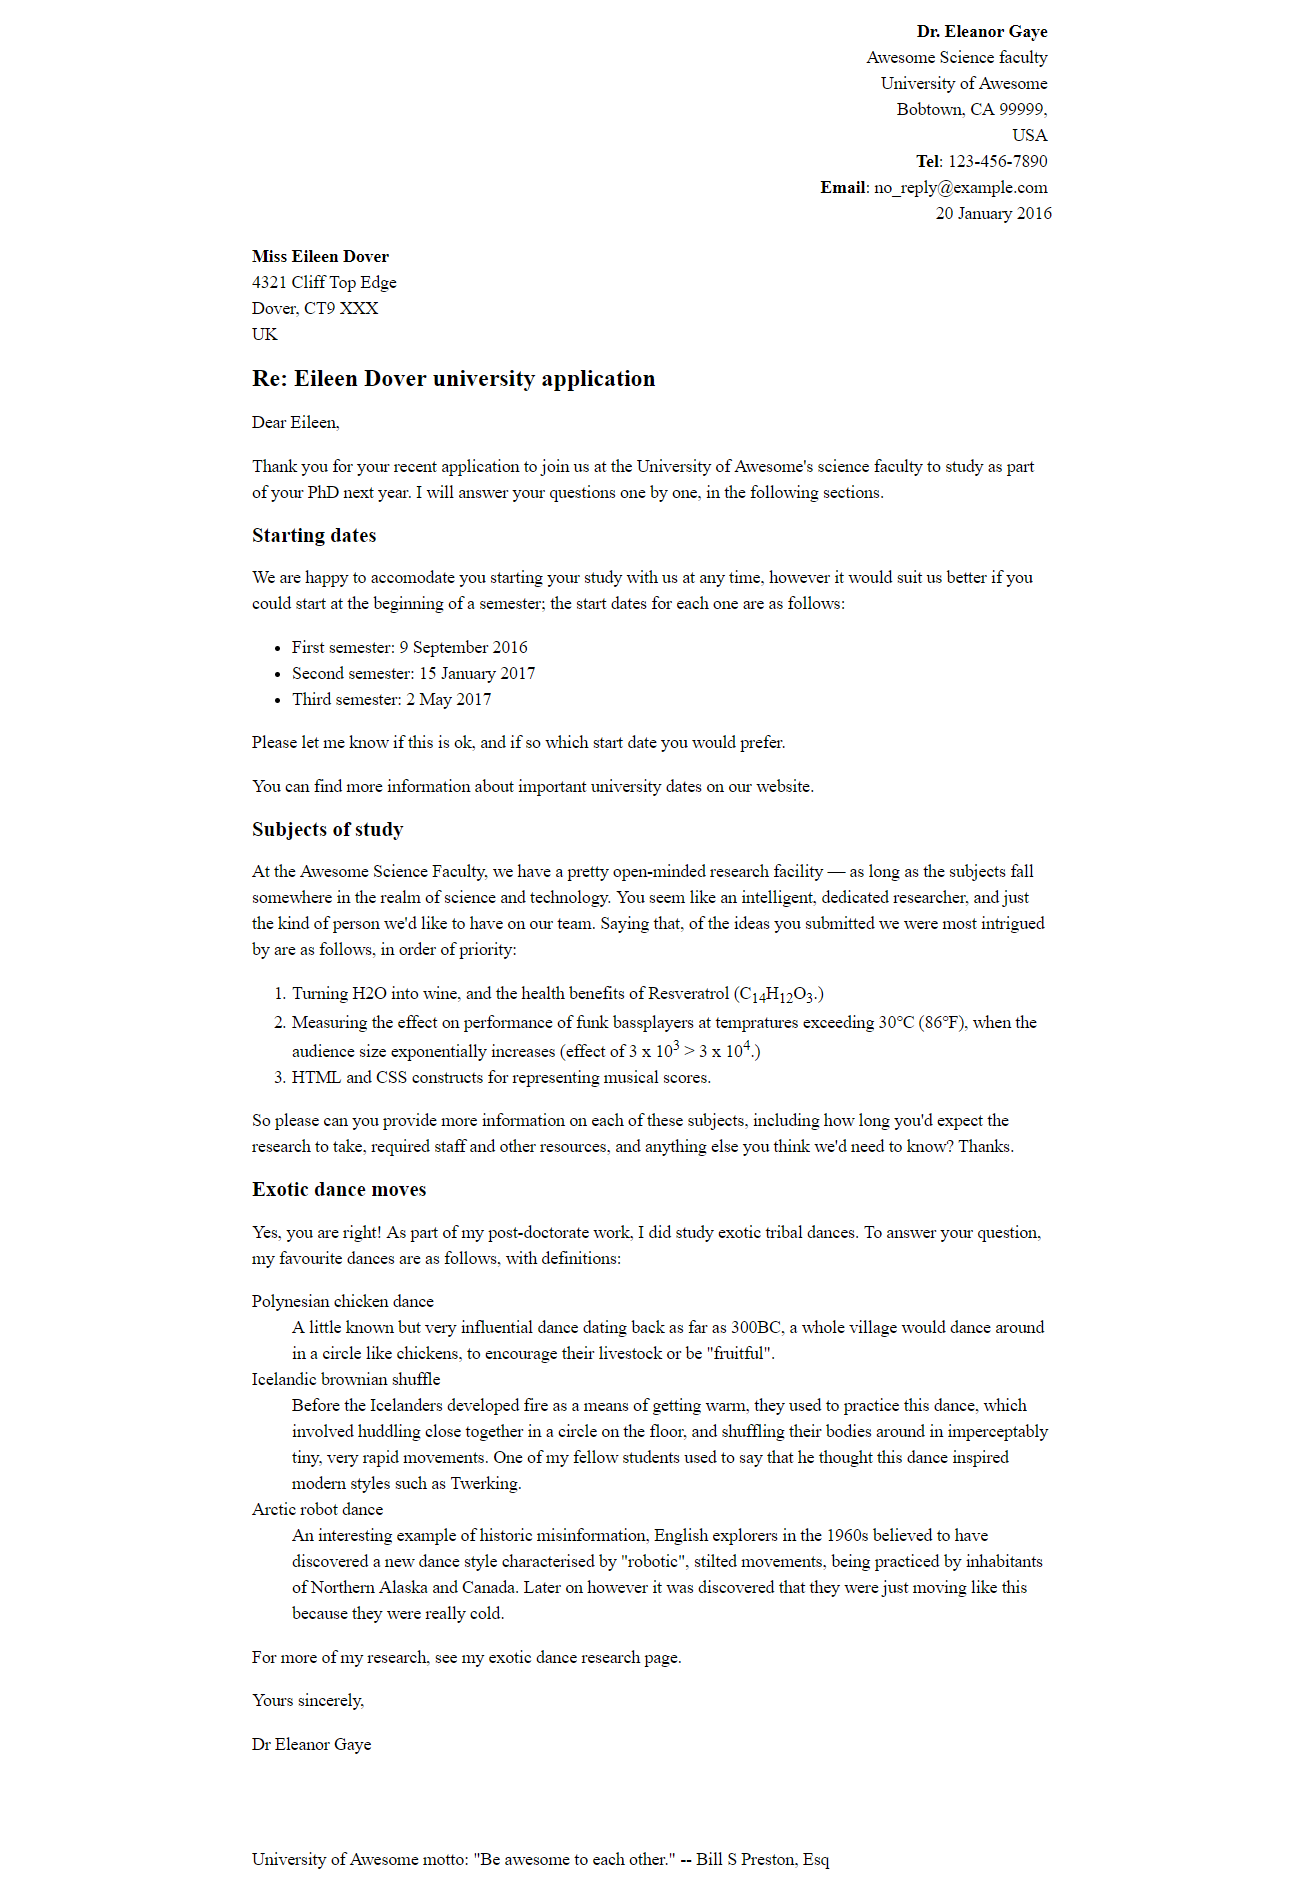 Dr. Eleanor Gaye
Awesome Science faculty
University of Awesome
Bobtown, CA 99999,
USA
Tel: 123-456-7890
Email: no_reply@example.com
20 January 2016
Miss Eileen Dover
4321 Cliff Top Edge
Dover, CT9 XXX
UK
Re: Eileen Dover university application
Dear Eileen,
Thank you for your recent application to join us at the University of Awesome's science faculty to study as part
of your PhD next year. I will answer your questions one by one, in the following sections.
Starting dates
We are happy to accomodate you starting your study with us at any time, however it would suit us better if you
could start at the beginning of a semester; the start dates for each one are as follows:
• First semester: 9 September 2016
• Second semester: 15 January 2017
• Third semester: 2 May 2017
Please let me know if this is ok, and if so which start date you would prefer.
You can find more information about important university dates on our website.
Subjects of study
At the Awesome Science Faculty, we have a pretty open-minded research facility — as long as the subjects fall
somewhere in the realm of science and technology. You seem like an intelligent, dedicated researcher, and just
the kind of person we'd like to have on our team. Saying that, of the ideas you submitted we were most intrigued
by are as follows, in order of priority:
1. Turning H2O into wine, and the health benefits of Resveratrol (C₁₄H₁₂O₃.)
2. Measuring the effect on performance of funk bassplayers at tempratures exceeding 30°C (86°F), when the
audience size exponentially increases (effect of 3 x 10³ > 3 x 10⁴.)
3. HTML and CSS constructs for representing musical scores.
So please can you provide more information on each of these subjects, including how long you'd expect the
research to take, required staff and other resources, and anything else you think we'd need to know? Thanks.
Exotic dance moves
Yes, you are right! As part of my post-doctorate work, I did study exotic tribal dances. To answer your question,
my favourite dances are as follows, with definitions:
Polynesian chicken dance
A little known but very influential dance dating back as far as 300BC, a whole village would dance around
in a circle like chickens, to encourage their livestock or be "fruitful".
Icelandic brownian shuffle
Before the Icelanders developed fire as a means of getting warm, they used to practice this dance, which
involved huddling close together in a circle on the floor, and shuffling their bodies around in imperceptably
tiny, very rapid movements. One of my fellow students used to say that he thought this dance inspired
modern styles such as Twerking.
Arctic robot dance
An interesting example of historic misinformation, English explorers in the 1960s believed to have
discovered a new dance style characterised by "robotic", stilted movements, being practiced by inhabitants
of Northern Alaska and Canada. Later on however it was discovered that they were just moving like this
because they were really cold.
For more of my research, see my exotic dance research page.
Yours sincerely,
Dr Eleanor Gaye
University of Awesome motto: "Be awesome to each other." -- Bill S Preston, Esq